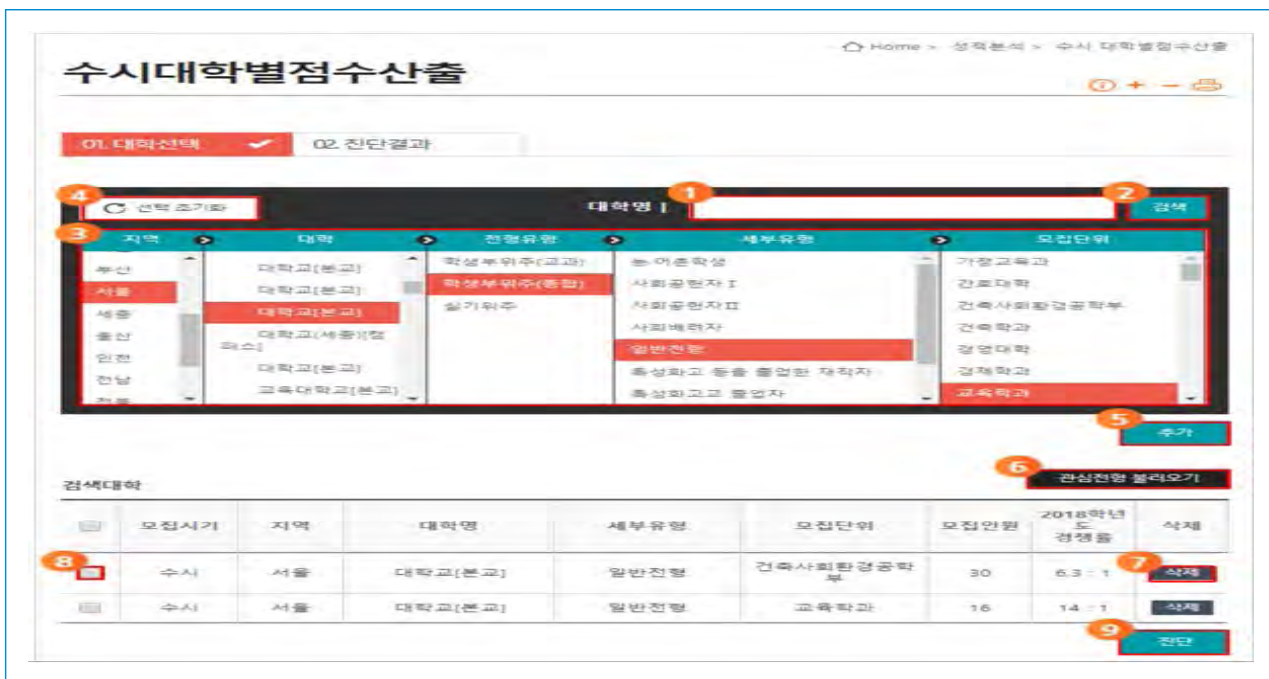 Home > 성적분석 > 수시 대학별점수산출
수시대학별점수산출
01. 대학선택
02. 진단결과
4 선택 초기화
대학명 | 1
2 검색
3 지역 대학 전형유형 세부유형 모집단위
부산
서울
세종
울산
인천
전남
전북
대학교[본교]
대학교[본교]
대학교[본교]
대학교(세종)[캠
퍼스]
대학교[본교]
교육대학교[본교]
학생부위주(교과)
학생부위주(종합)
실기위주
농·어촌학생
사회공헌자 I
사회공헌자 II
사회배려자
일반전형
특성화고 등을 졸업한 재직자
특성화고교 졸업자
가정교육과
간호대학
건축사회환경공학부
건축학과
경영대학
경제학과
교육학과
5 추가
검색대학
6 관심전형 불러오기
모집시기 지역 대학명 세부유형 모집단위 모집인원 2018학년도 경쟁률 삭제
8 수시 서울 대학교[본교] 일반전형 건축사회환경공학부 30 6.3 : 1 7 삭제
수시 서울 대학교[본교] 일반전형 교육학과 16 14 : 1 삭제
9 진단